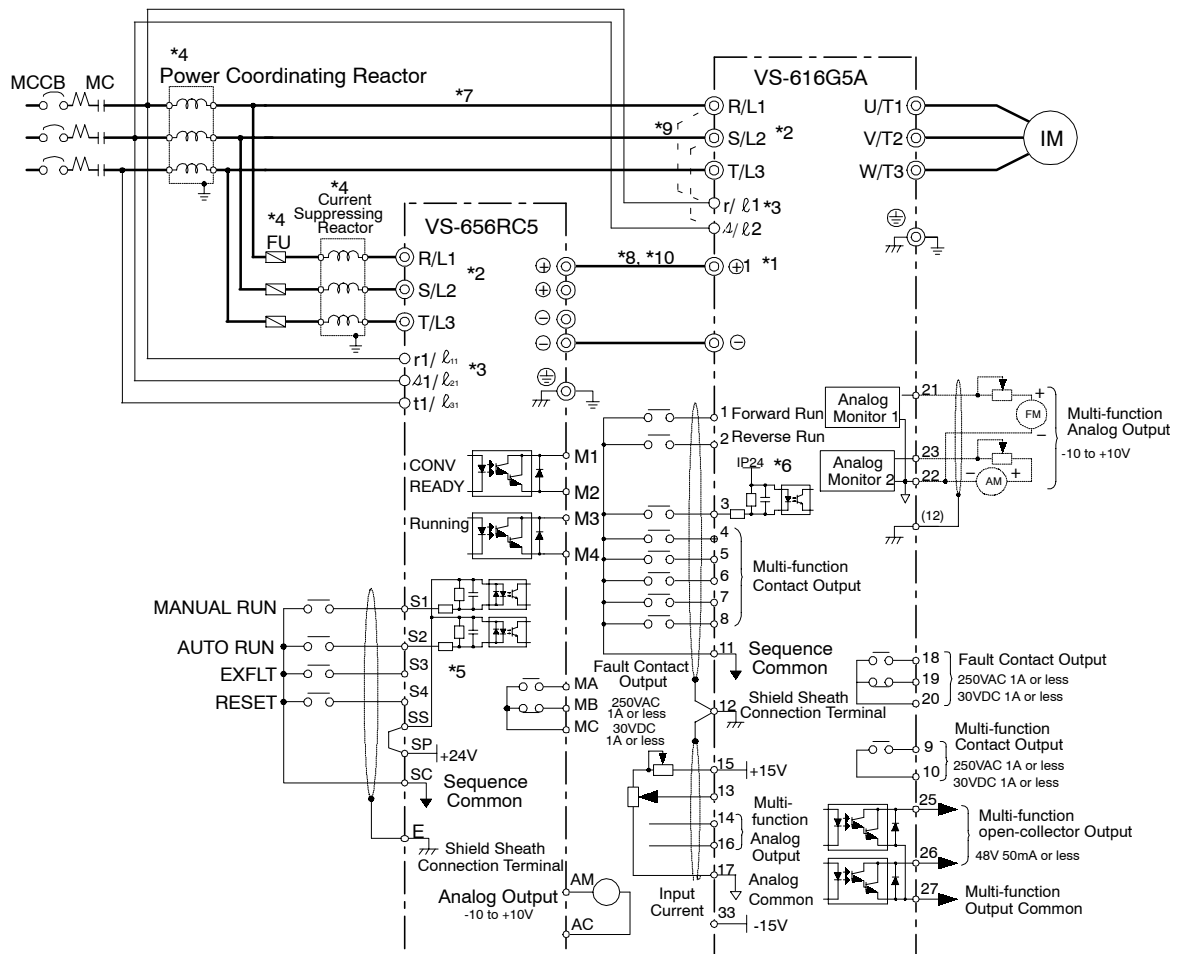 *4
Power Coordinating Reactor
MCCB MC
*7
VS-616G5A
R/L1
*9
S/L2 *2
T/L3
r/ ℓ1 *3
s/ ℓ2
U/T1
V/T2
W/T3
IM
*4
Current
Suppressing
Reactor
*4
FU
VS-656RC5
R/L1
*2
S/L2
T/L3
r1/ ℓ11
*3
s1/ ℓ21
t1/ ℓ31
*8, *10
⊕1 *1
⊕
⊕
⊖
⊖
⊖
CONV
READY
M1
M2
Running
M3
M4
1 Forward Run
2 Reverse Run
IP24 *6
3
4
5
6
7
8
Multi-function
Contact Output
11
Sequence
Common
12
Shield Sheath
Connection Terminal
Analog
Monitor 1
Analog
Monitor 2
21
+
FM
−
23
22
−
AM
+
(12)
Multi-function
Analog Output
-10 to +10V
MANUAL RUN
AUTO RUN
EXFLT
RESET
S1
S2
S3
*5
S4
SS
SP
+24V
SC
Sequence
Common
E
Shield Sheath
Connection Terminal
Fault Contact
Output
MA
MB
MC
250VAC
1A or less
30VDC
1A or less
Analog Output
-10 to +10V
AM
AC
15
+15V
13
14
16
Multi-
function
Analog
Output
17
Analog
Common
Input
Current
33
-15V
18
19
20
Fault Contact Output
250VAC 1A or less
30VDC 1A or less
9
10
Multi-function
Contact Output
250VAC 1A or less
30VDC 1A or less
25
26
27
Multi-function
open-collector Output
48V 50mA or less
Multi-function
Output Common